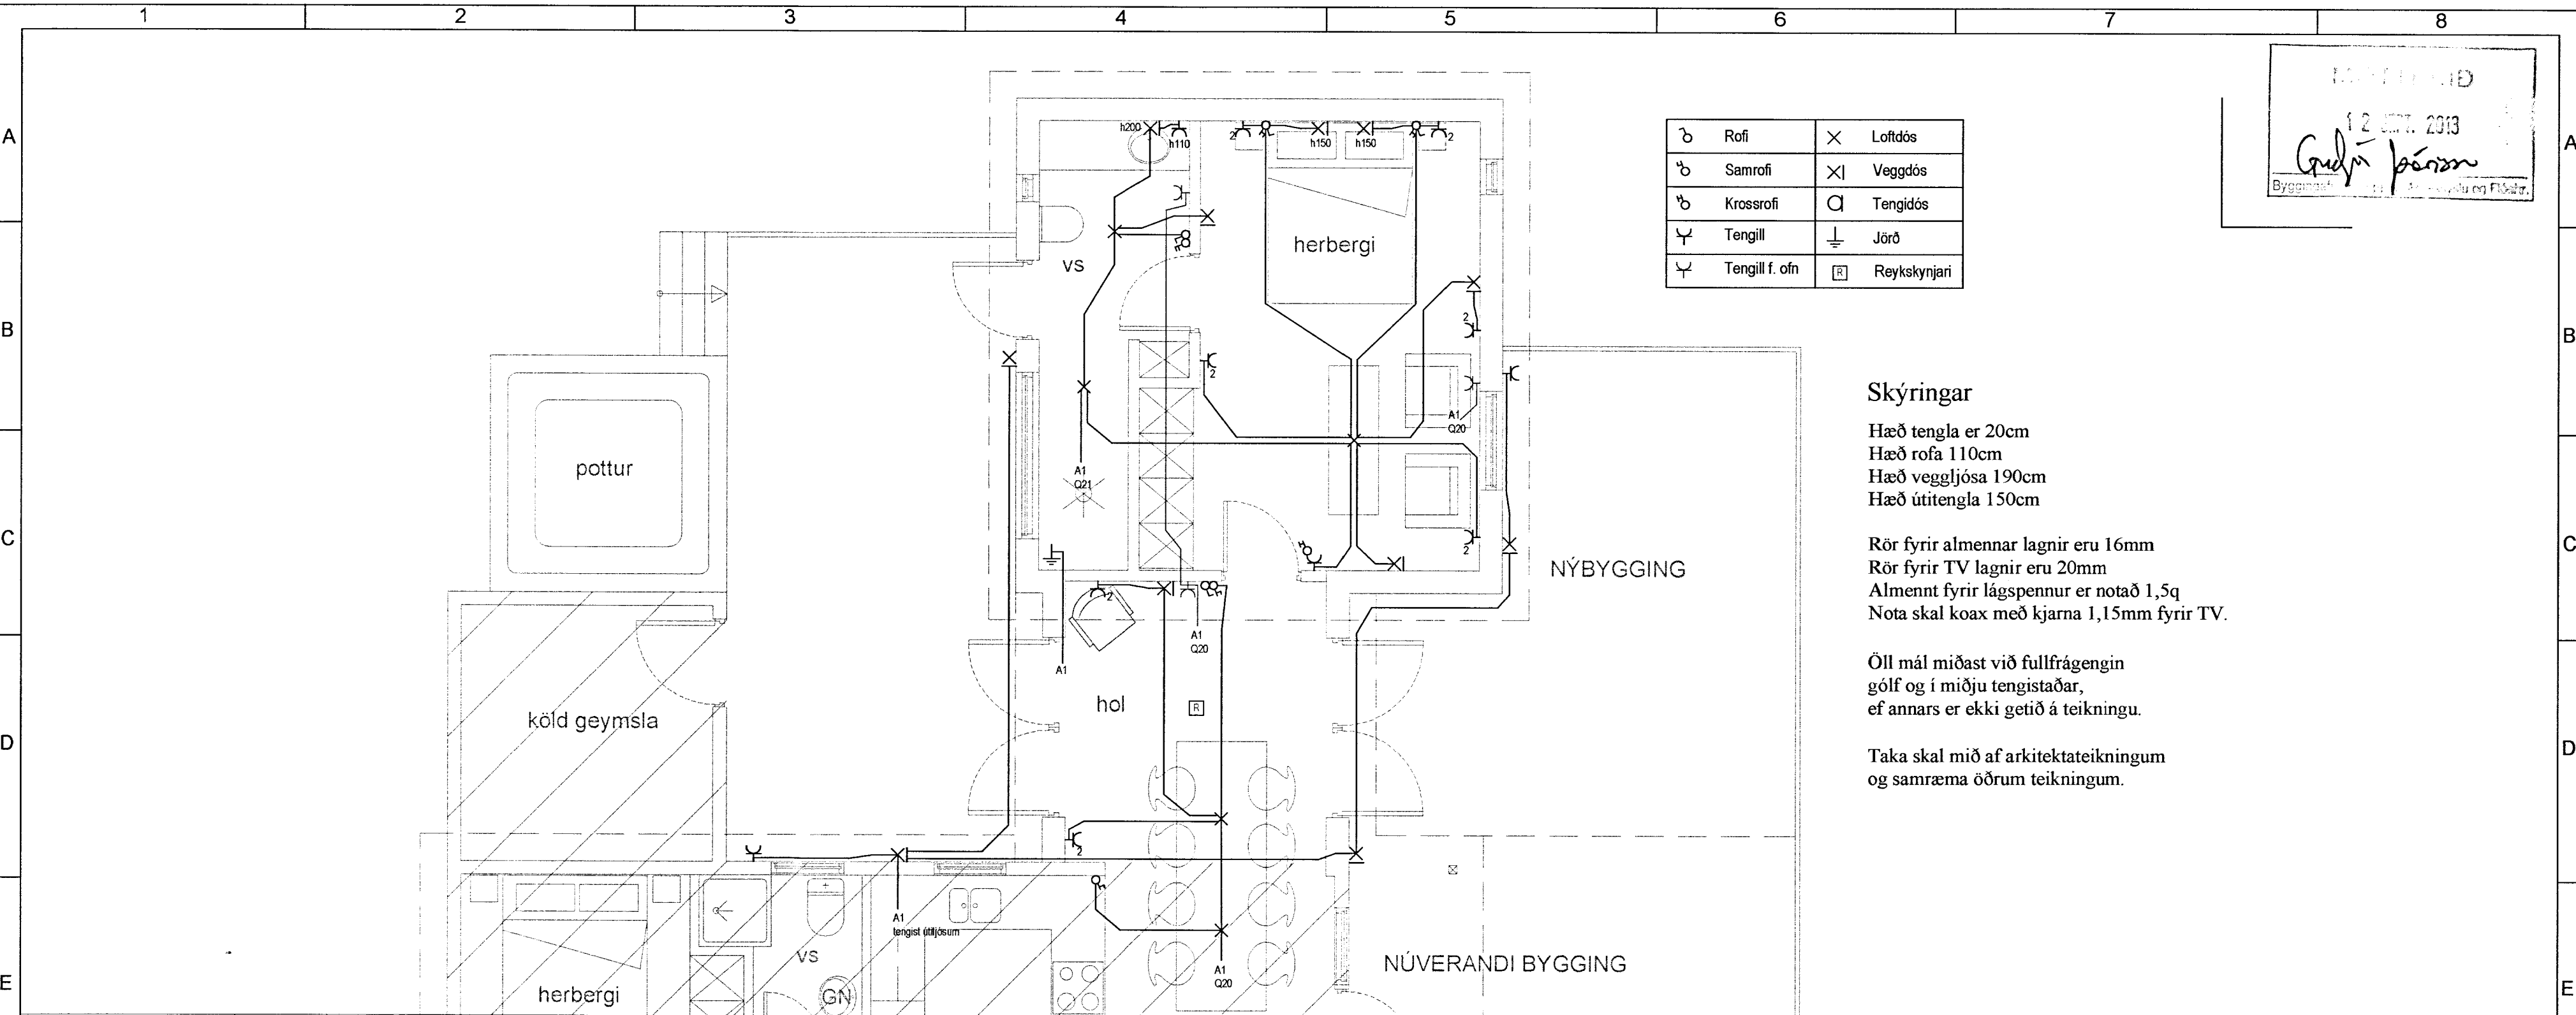 1 2 3 4 5 6 7 8
A A
B B
C C
D D
E E
1 2 2013
h200
h110
2
h150
h150
2
Rofi
Loftdós
Samrofi
Veggdós
Krossrofi
Tengidós
Tengill
Jörð
Tengill f. ofn
R
Reykskynjari
herbergi
VS
2
2
A1
Q20
pottur
A1
Q21
2
NÝBYGGING
2
A1
Q20
A1
hol
R
köld geymsla
2
A1
tengist útiljósum
VS
GN
herbergi
A1
Q20
NÚVERANDI BYGGING
Skýringar
Hæð tengla er 20cm
Hæð rofa 110cm
Hæð veggljósa 190cm
Hæð útitengla 150cm
Rör fyrir almennar lagnir eru 16mm
Rör fyrir TV lagnir eru 20mm
Almennt fyrir lágspennur er notað 1,5q
Nota skal koax með kjarna 1,15mm fyrir TV.
Öll mál miðast við fullfrágengin
gólf og í miðju tengistaðar,
ef annars er ekki getið á teikningu.
Taka skal mið af arkitektateikningum
og samræma öðrum teikningum.